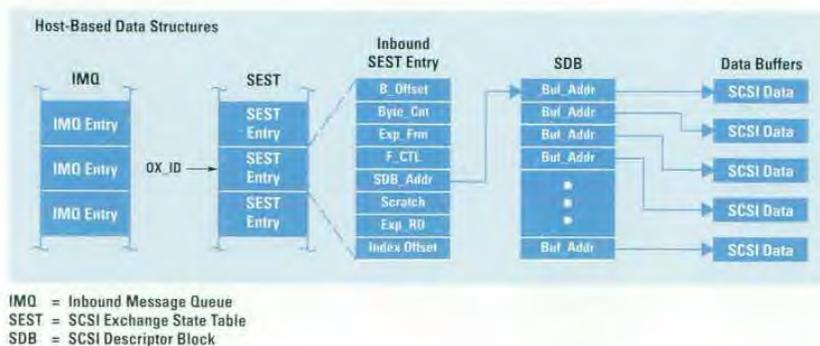 Host-Based Data Structures
IMQ
IMQ Entry
IMQ Entry
IMQ Entry
OX_ID
SEST
SEST Entry
SEST Entry
SEST Entry
Inbound
SEST Entry
B_Offset
Byte_Cnt
Exp_Frm
F_CTL
SDB_Addr
Scratch
Exp_RO
Index Offset
SDB
Buf_Addr
Buf_Addr
Buf_Addr
Buf_Addr
Buf_Addr
Data Buffers
SCSI Data
SCSI Data
SCSI Data
SCSI Data
SCSI Data
IMQ = Inbound Message Queue
SEST = SCSI Exchange State Table
SDB = SCSI Descriptor Block